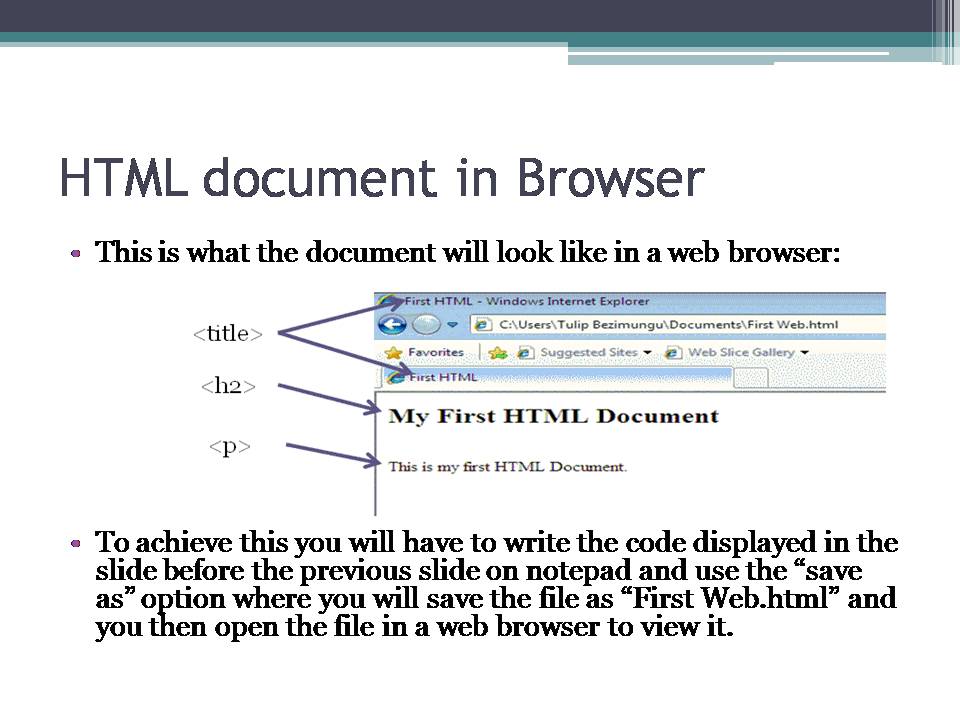 HTML document in Browser
• This is what the document will look like in a web browser:
<title>
<h2>
<p>
First HTML - Windows Internet Explorer
C:\Users\Tulip Bezimungu\Documents\First Web.html
Favorites Suggested Sites Web Slice Gallery
First HTML
My First HTML Document
This is my first HTML Document.
• To achieve this you will have to write the code displayed in the
slide before the previous slide on notepad and use the “save
as” option where you will save the file as “First Web.html” and
you then open the file in a web browser to view it.